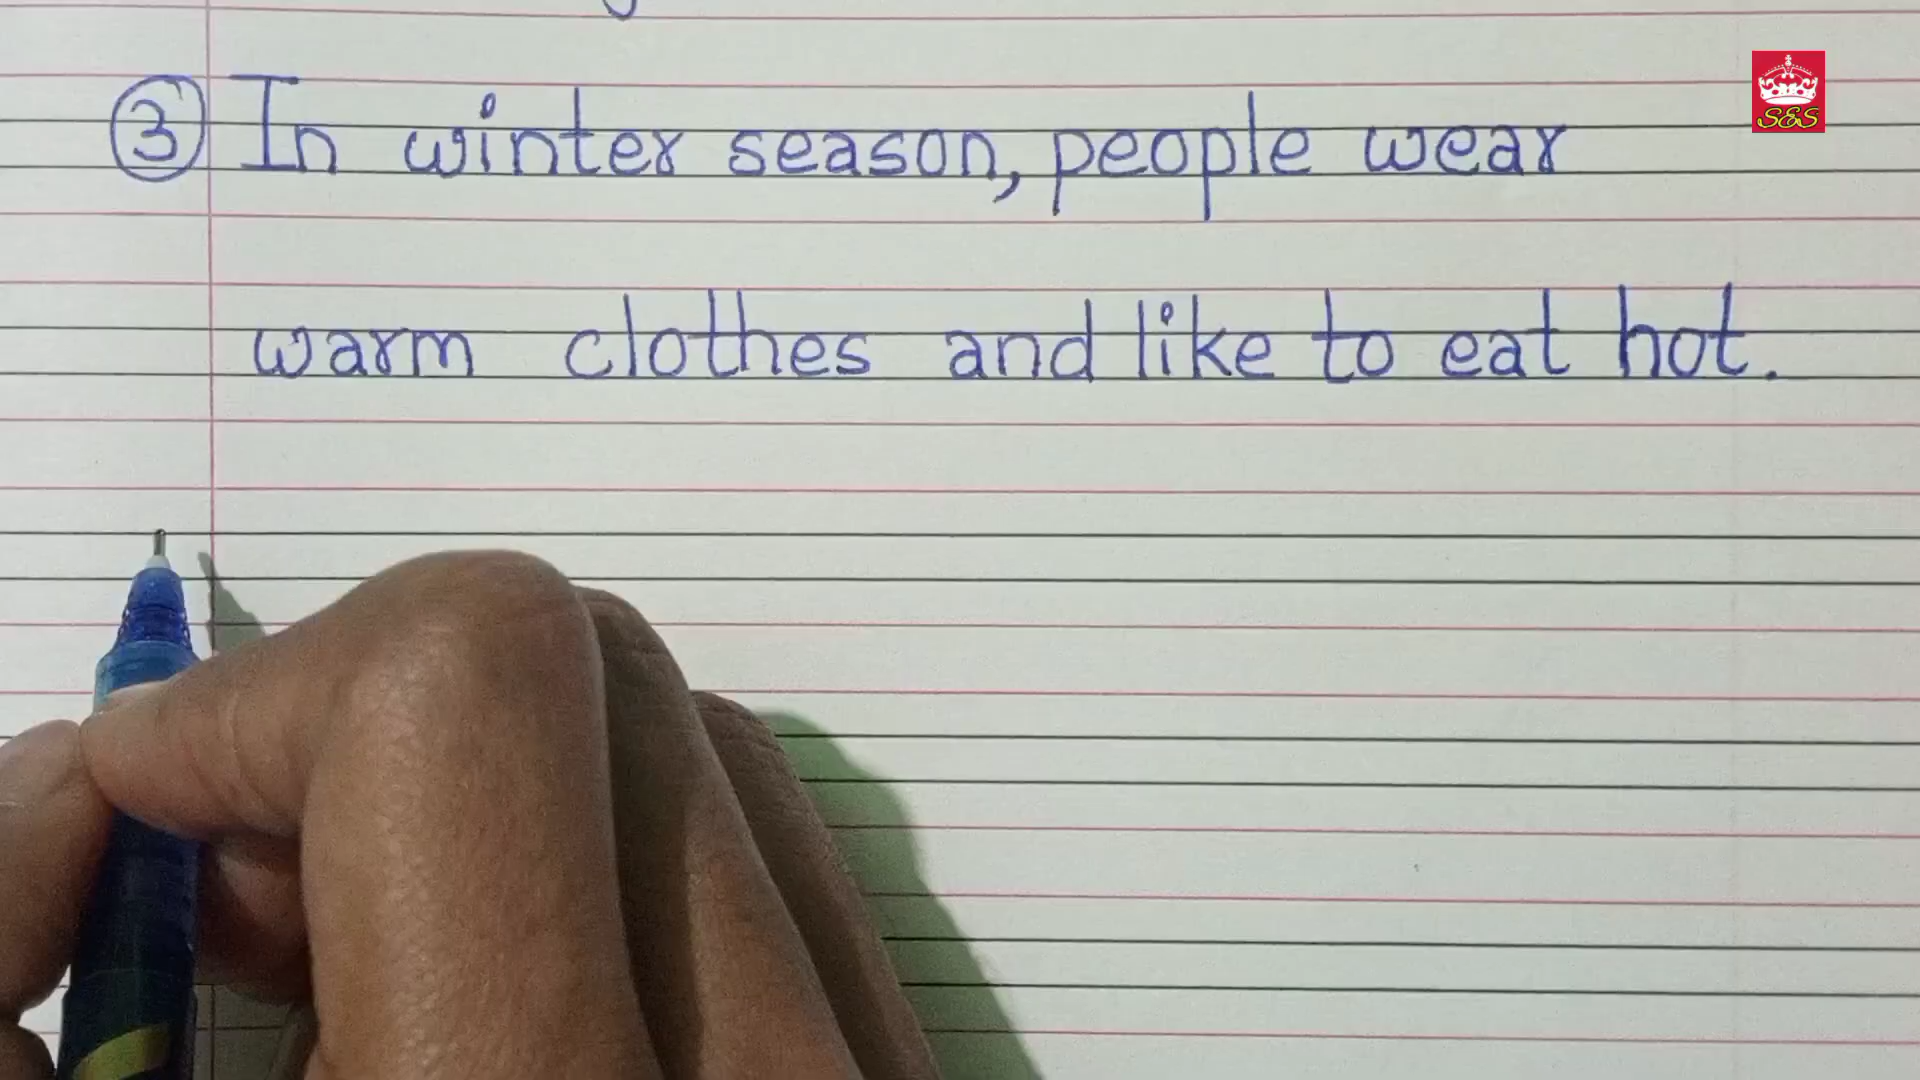 ③ In winter season, people wear
warm clothes and like to eat hot.
S&S